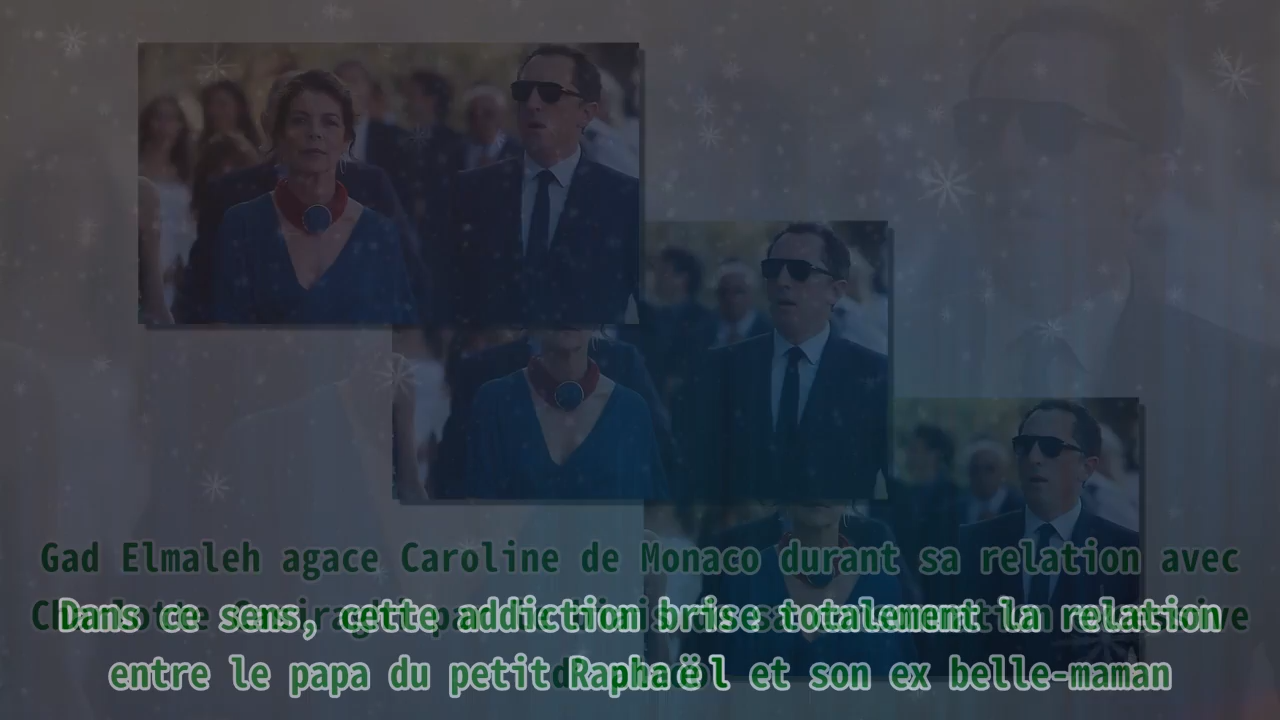 Gad Elmaleh agace Caroline de Monaco durant sa relation avec
Dans ce sens, cette addiction brise totalement la relation
entre le papa du petit Raphaël et son ex belle-maman